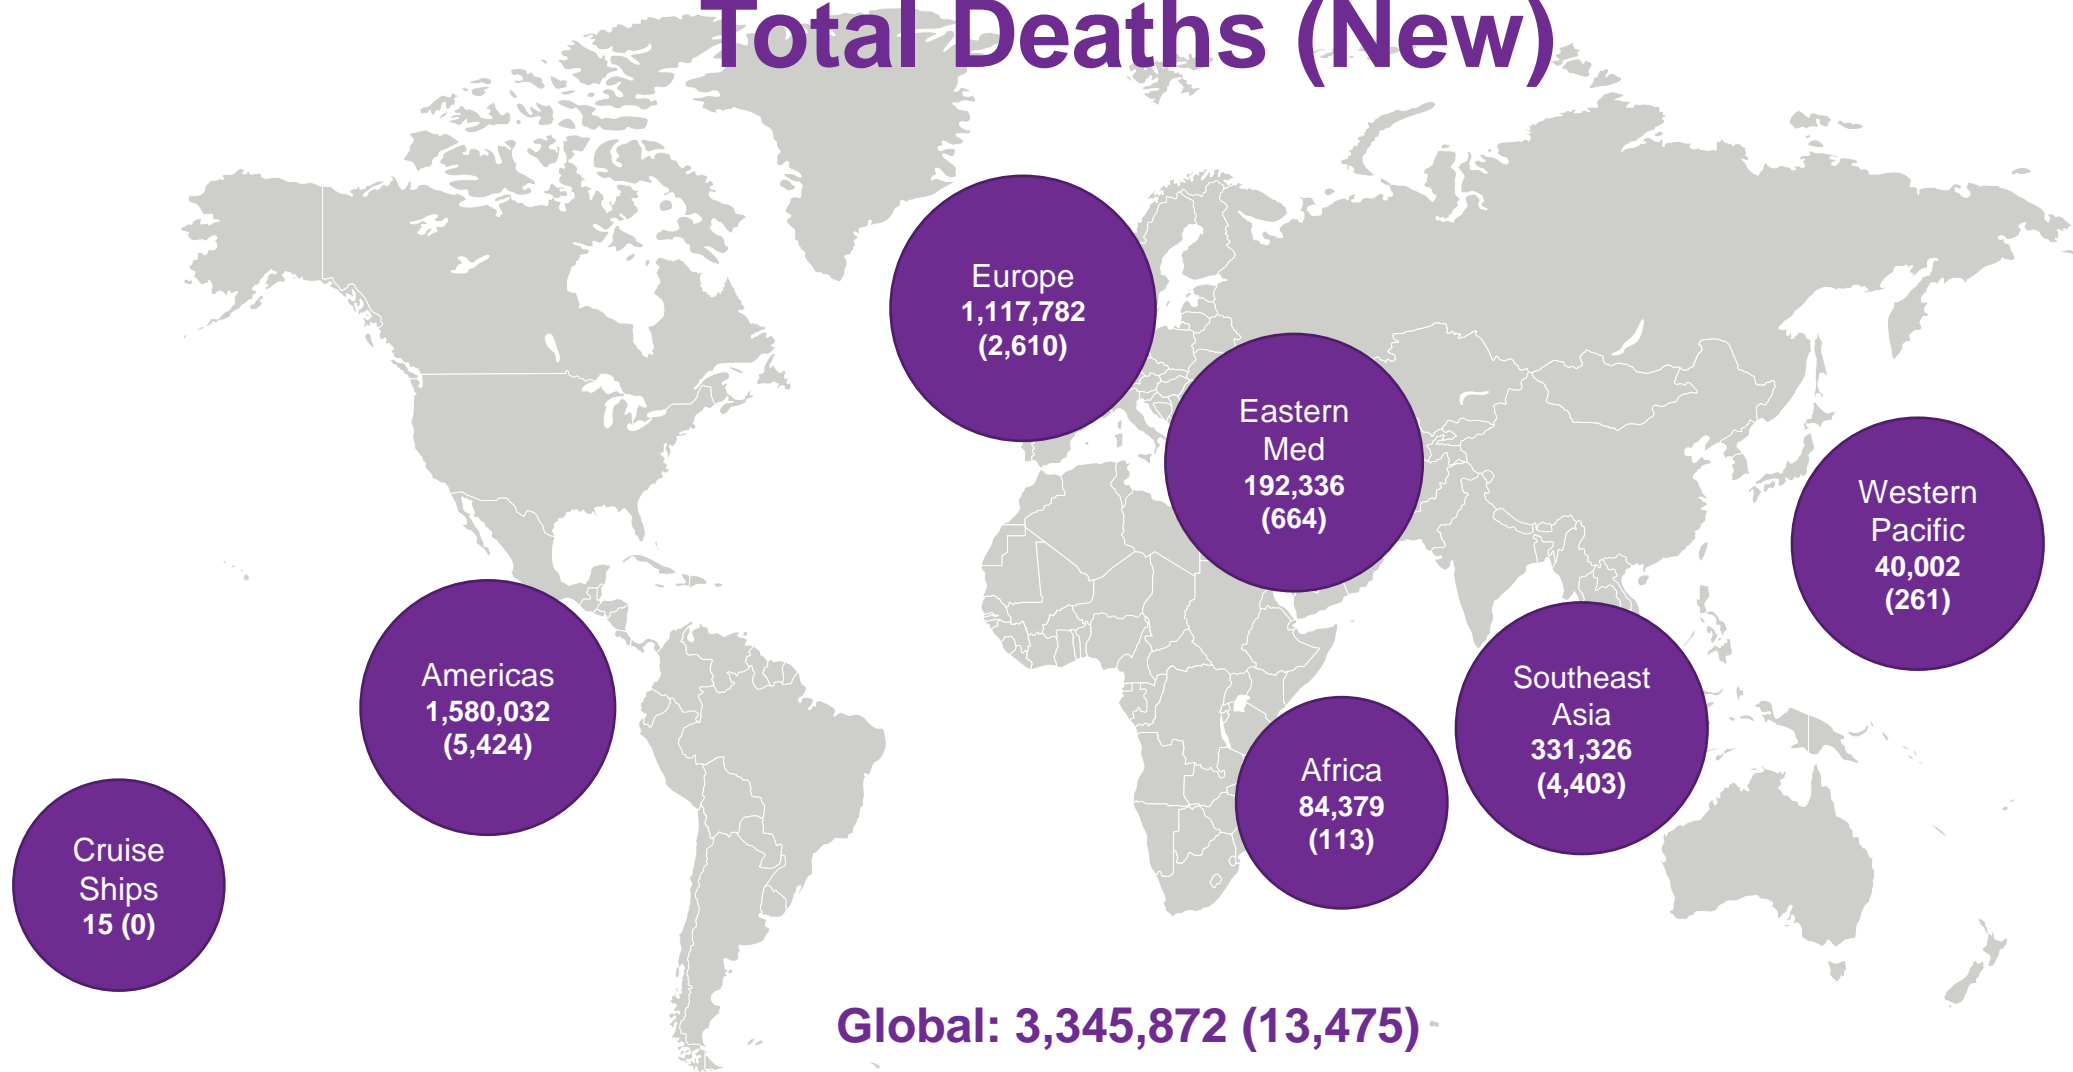 Total Deaths (New)
Europe
1,117,782
(2,610)
Eastern
Med
192,336
(664)
Western
Pacific
40,002
(261)
Americas
1,580,032
(5,424)
Southeast
Asia
331,326
(4,403)
Africa
84,379
(113)
Cruise
Ships
15 (0)
Global: 3,345,872 (13,475)